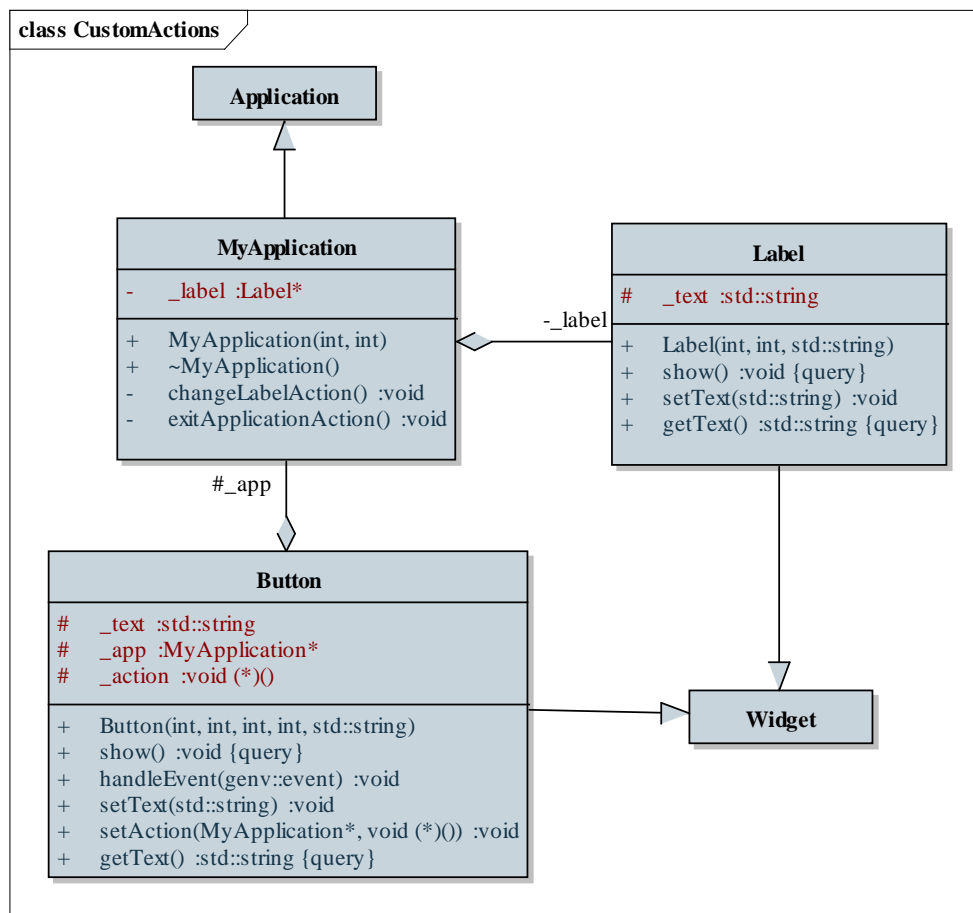 class CustomActions
Application
MyApplication
- _label :Label*
+ MyApplication(int, int)
+ ~MyApplication()
- changeLabelAction() :void
- exitApplicationAction() :void
-_label
Label
# _text :std::string
+ Label(int, int, std::string)
+ show() :void {query}
+ setText(std::string) :void
+ getText() :std::string {query}
#_app
Button
# _text :std::string
# _app :MyApplication*
# _action :void (*)()
+ Button(int, int, int, int, std::string)
+ show() :void {query}
+ handleEvent(genv::event) :void
+ setText(std::string) :void
+ setAction(MyApplication*, void (*)()) :void
+ getText() :std::string {query}
Widget